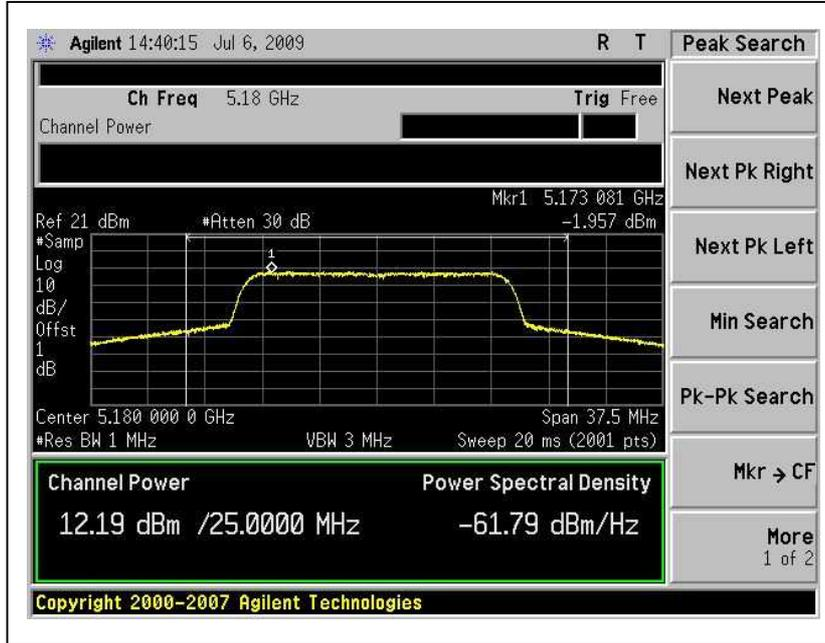 Agilent 14:40:15 Jul 6, 2009 R T
Peak Search
Ch Freq 5.18 GHz Trig Free
Channel Power
Mkr1 5.173 081 GHz
Ref 21 dBm #Atten 30 dB -1.957 dBm
#Samp
Log
10
dB/
Offst
1
dB
1
Center 5.180 000 0 GHz Span 37.5 MHz
#Res BW 1 MHz VBW 3 MHz Sweep 20 ms (2001 pts)
Channel Power Power Spectral Density
12.19 dBm /25.0000 MHz -61.79 dBm/Hz
Copyright 2000-2007 Agilent Technologies
Next Peak
Next Pk Right
Next Pk Left
Min Search
Pk-Pk Search
Mkr → CF
More
1 of 2